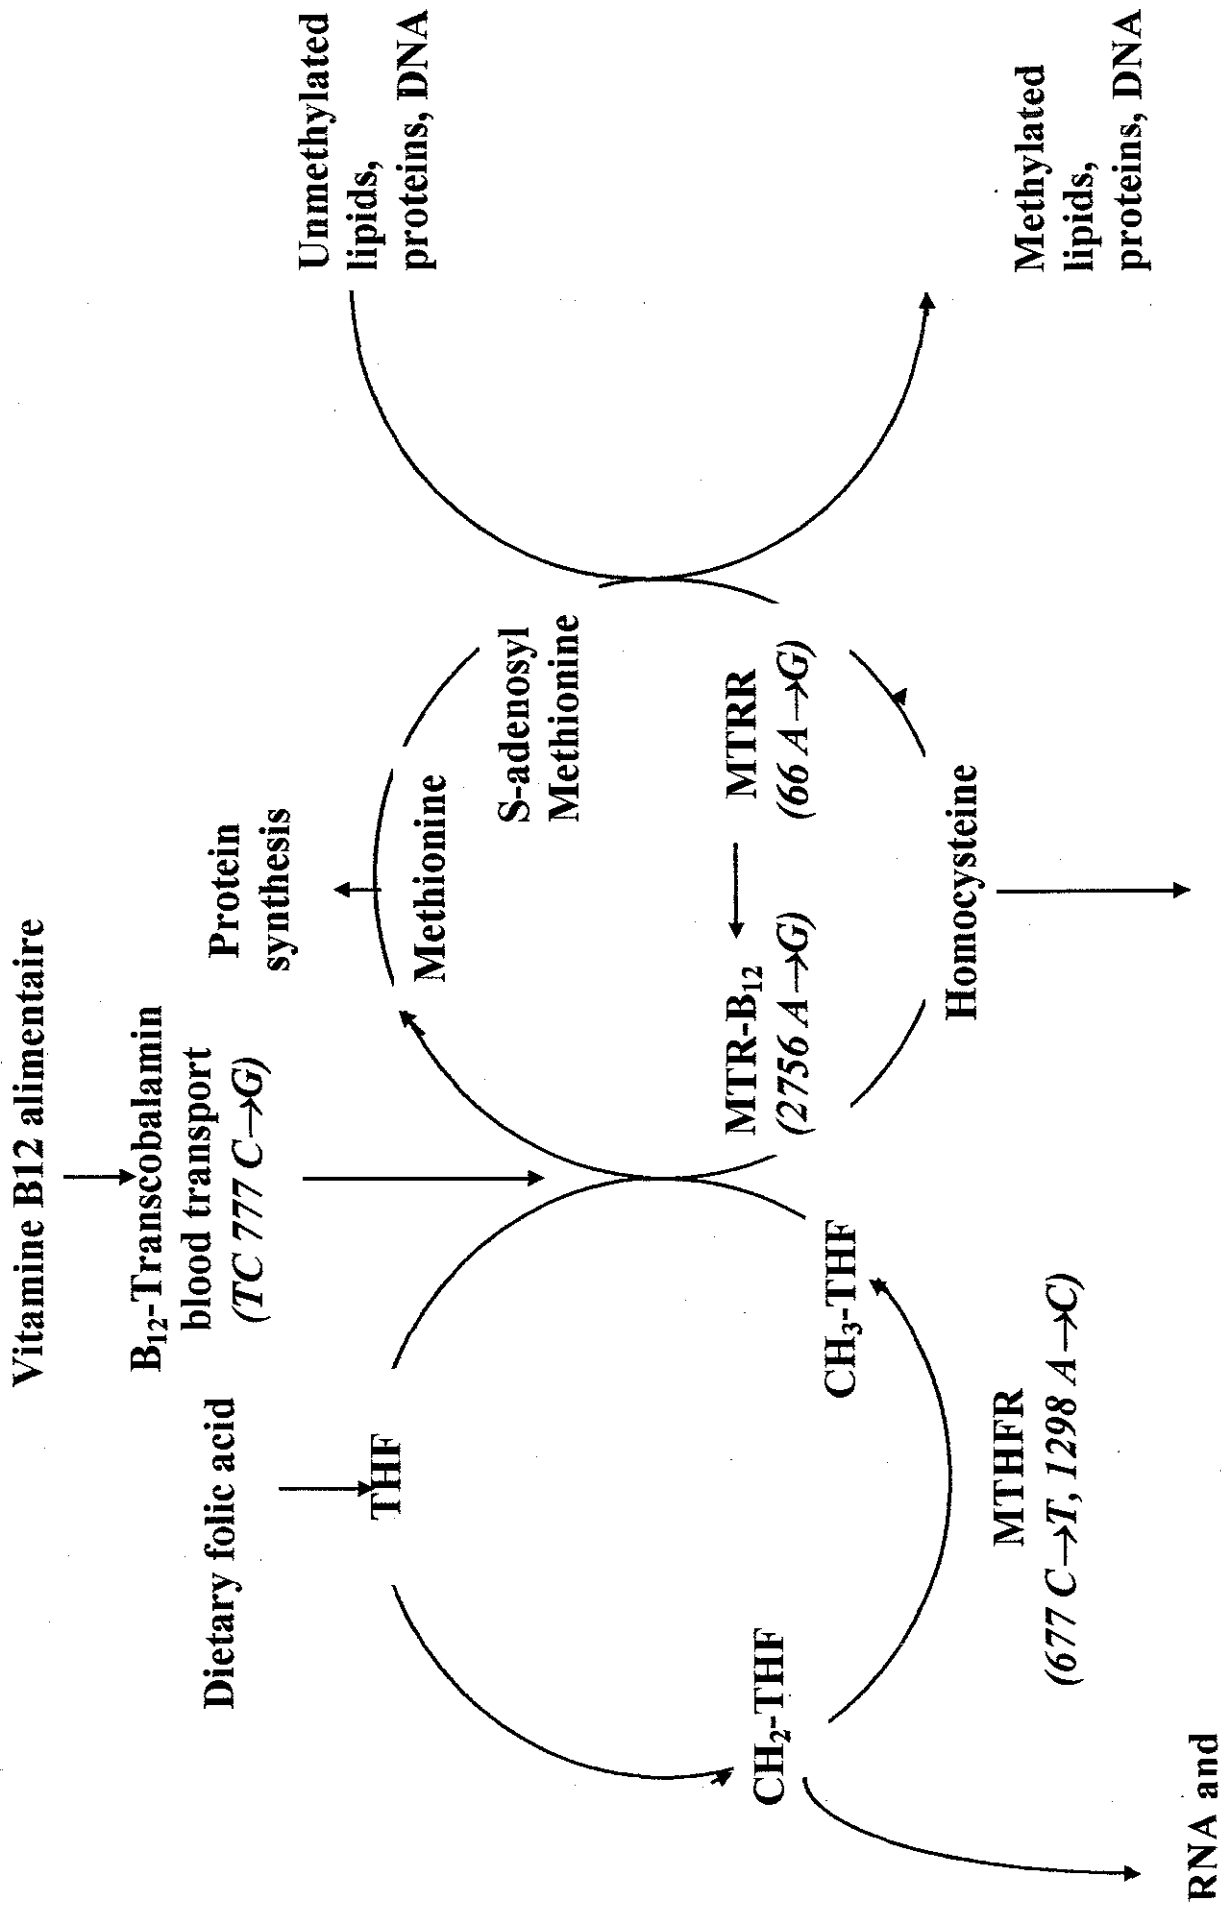 Vitamine B12 alimentaire
B12-Transcobalamin
blood transport
(TC 777 C→G)
Dietary folic acid
THF
Protein
synthesis
Methionine
S-adenosyl
Methionine
Unmethylated
lipids,
proteins, DNA
CH2-THF
CH3-THF
MTR-B12
(2756 A→G)
MTRR
(66 A→G)
MTHFR
(677 C→T, 1298 A→C)
Homocysteine
Methylated
lipids,
proteins, DNA
RNA and